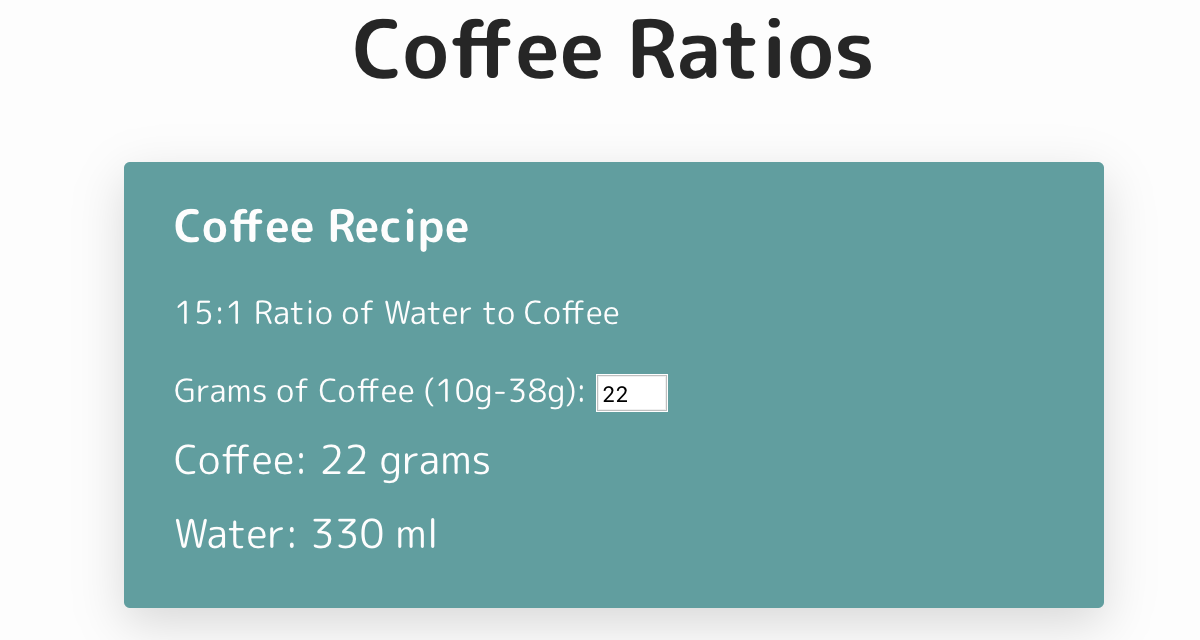 Coffee Ratios
Coffee Recipe
15:1 Ratio of Water to Coffee
Grams of Coffee (10g-38g): 22
Coffee: 22 grams
Water: 330 ml